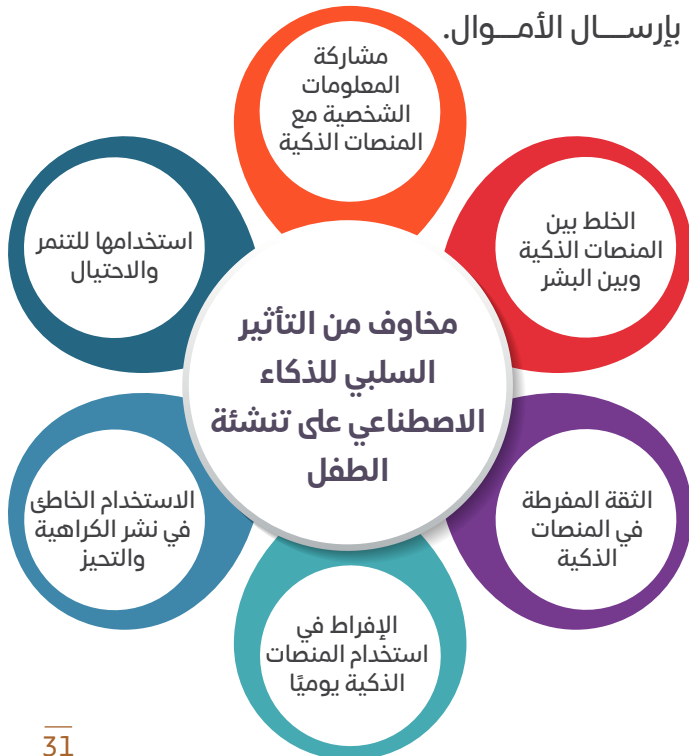 بإرسال الأموال.
مشاركة
المعلومات
الشخصية مع
المنصات الذكية
الخلط بين
المنصات الذكية
وبين البشر
استخدامها للتنمر
والاحتيال
مخاوف من التأثير
السلبي للذكاء
الاصطناعي على تنشئة
الطفل
الثقة المفرطة
في المنصات
الذكية
الاستخدام الخاطئ
في نشر الكراهية
والتحيز
الإفراط في
استخدام المنصات
الذكية يوميًا
31